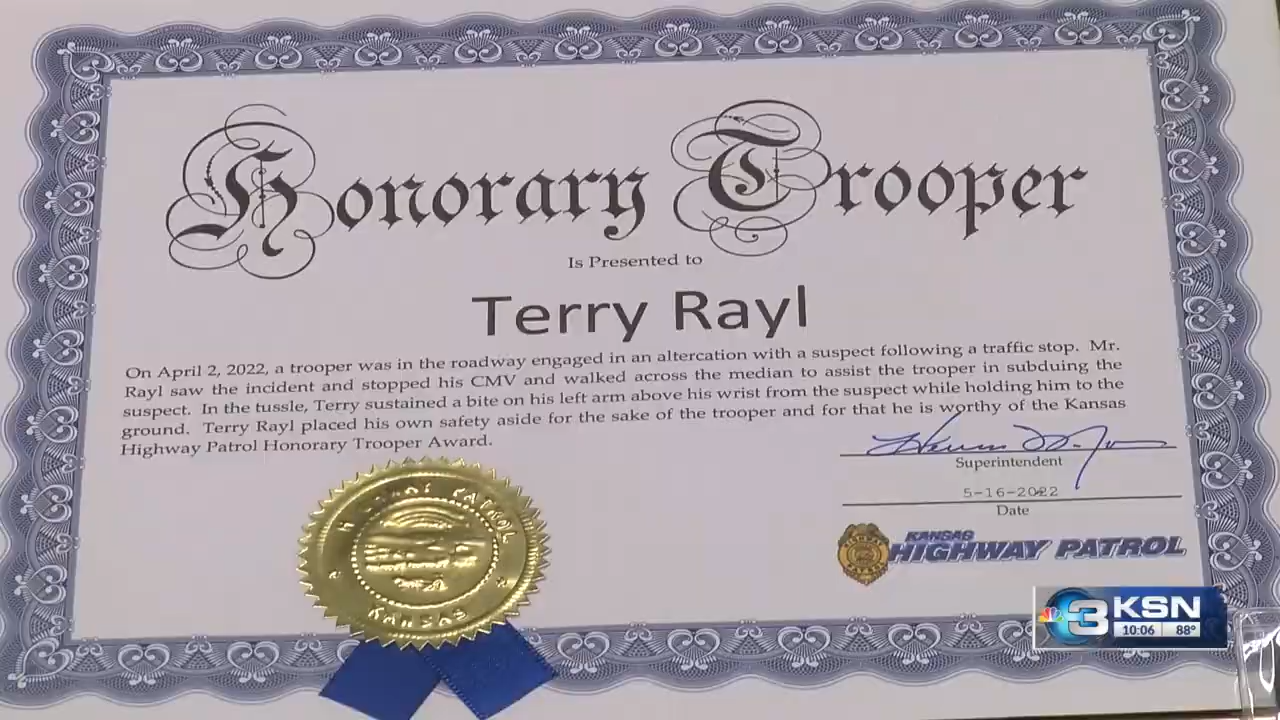 Honorary Trooper
Is Presented to
Terry Rayl
On April 2, 2022, a trooper was in the roadway engaged in an altercation with a suspect following a traffic stop. Mr.
Rayl saw the incident and stopped his CMV and walked across the median to assist the trooper in subduing the
suspect. In the tussle, Terry sustained a bite on his left arm above his wrist from the suspect while holding him to the
ground. Terry Rayl placed his own safety aside for the sake of the trooper and for that he is worthy of the Kansas
Highway Patrol Honorary Trooper Award.
Superintendent
5-16-2022
Date
KANSAS
HIGHWAY PATROL
PATROL
KANSAS
3 KSN
10:06 88°